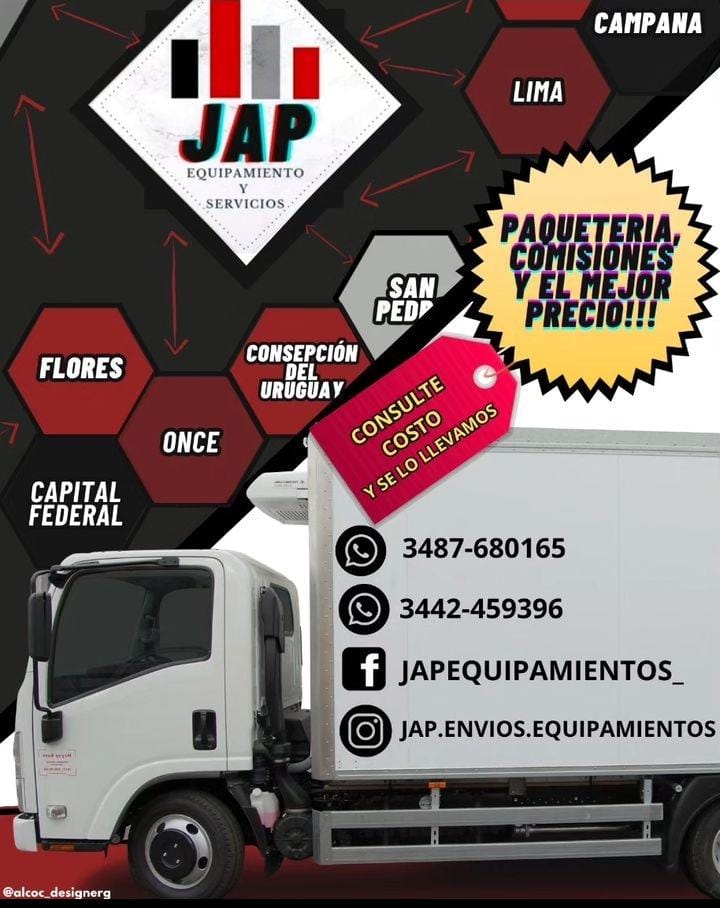 CAMPANA
LIMA
JAP
EQUIPAMIENTO
Y
SERVICIOS
PAQUETERIA,
COMISIONES
Y EL MEJOR
PRECIO!!!
SAN
PEDR
FLORES
CONSEPCIÓN
DEL
URUGUAY
CONSULTE
COSTO
Y SE LO LLEVAMOS
ONCE
CAPITAL
FEDERAL
3487-680165
3442-459396
JAPEQUIPAMIENTOS_
JAP.ENVIOS.EQUIPAMIENTOS
@alcoc_designerg